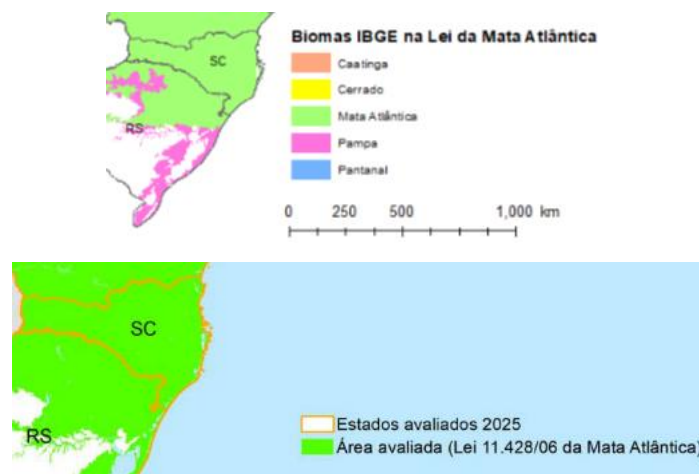 Biomas IBGE na Lei da Mata Atlântica
SC
Caatinga
Cerrado
Mata Atlântica
RS
Pampa
Pantanal
0 250 500 1,000 km
SC
Estados avaliados 2025
RS
Área avaliada (Lei 11.428/06 da Mata Atlântica)